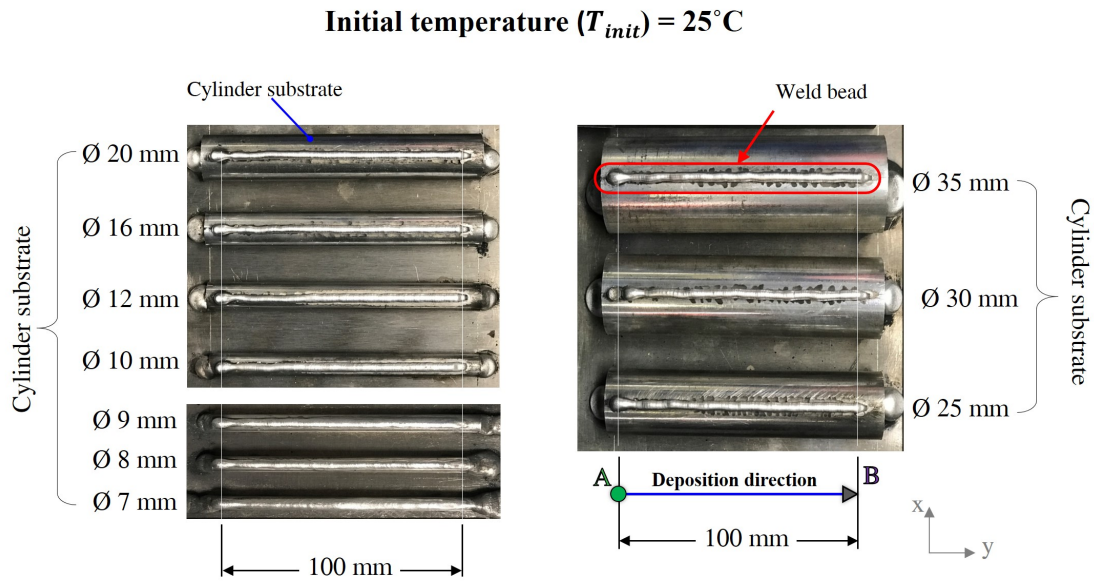 Initial temperature (T_init) = 25°C
Cylinder substrate
Weld bead
Ø 20 mm
Ø 16 mm
Ø 12 mm
Ø 10 mm
Ø 9 mm
Ø 8 mm
Ø 7 mm
Cylinder substrate
100 mm
Ø 35 mm
Ø 30 mm
Ø 25 mm
Cylinder substrate
A
Deposition direction
B
100 mm
x
y